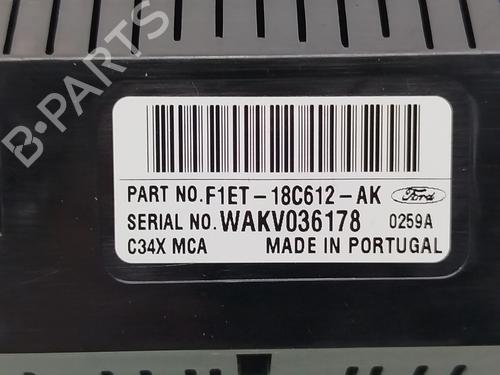 B-PARTS
PART NO. F1ET-18C612-AK Ford
SERIAL NO. WAKV036178 0259A
C34X MCA MADE IN PORTUGAL